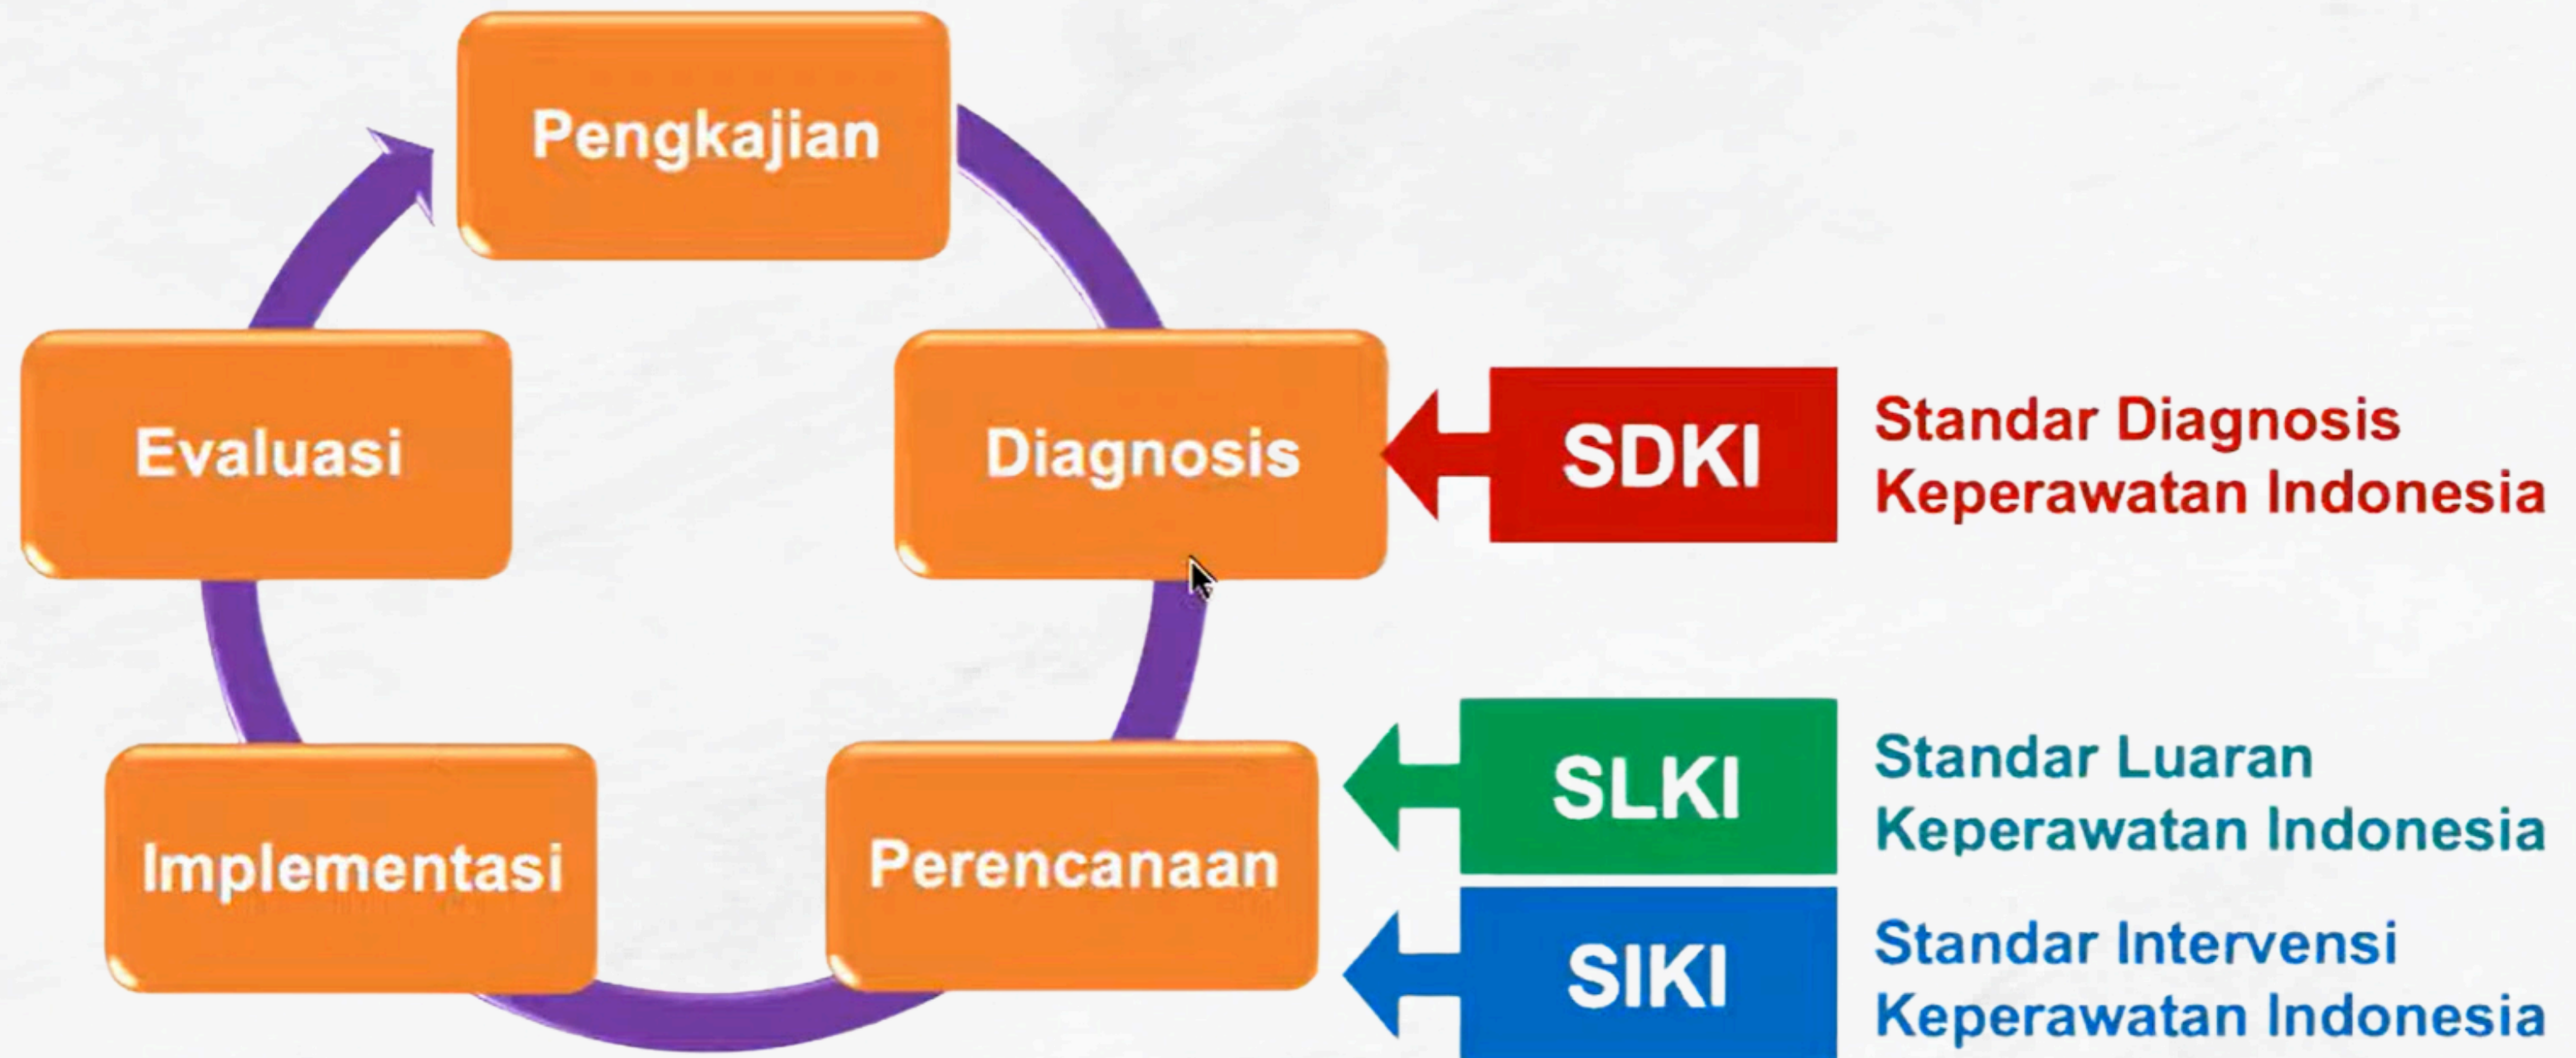 Pengkajian
Evaluasi
Diagnosis
SDKI
Standar Diagnosis
Keperawatan Indonesia
Implementasi
Perencanaan
SLKI
Standar Luaran
Keperawatan Indonesia
SIKI
Standar Intervensi
Keperawatan Indonesia